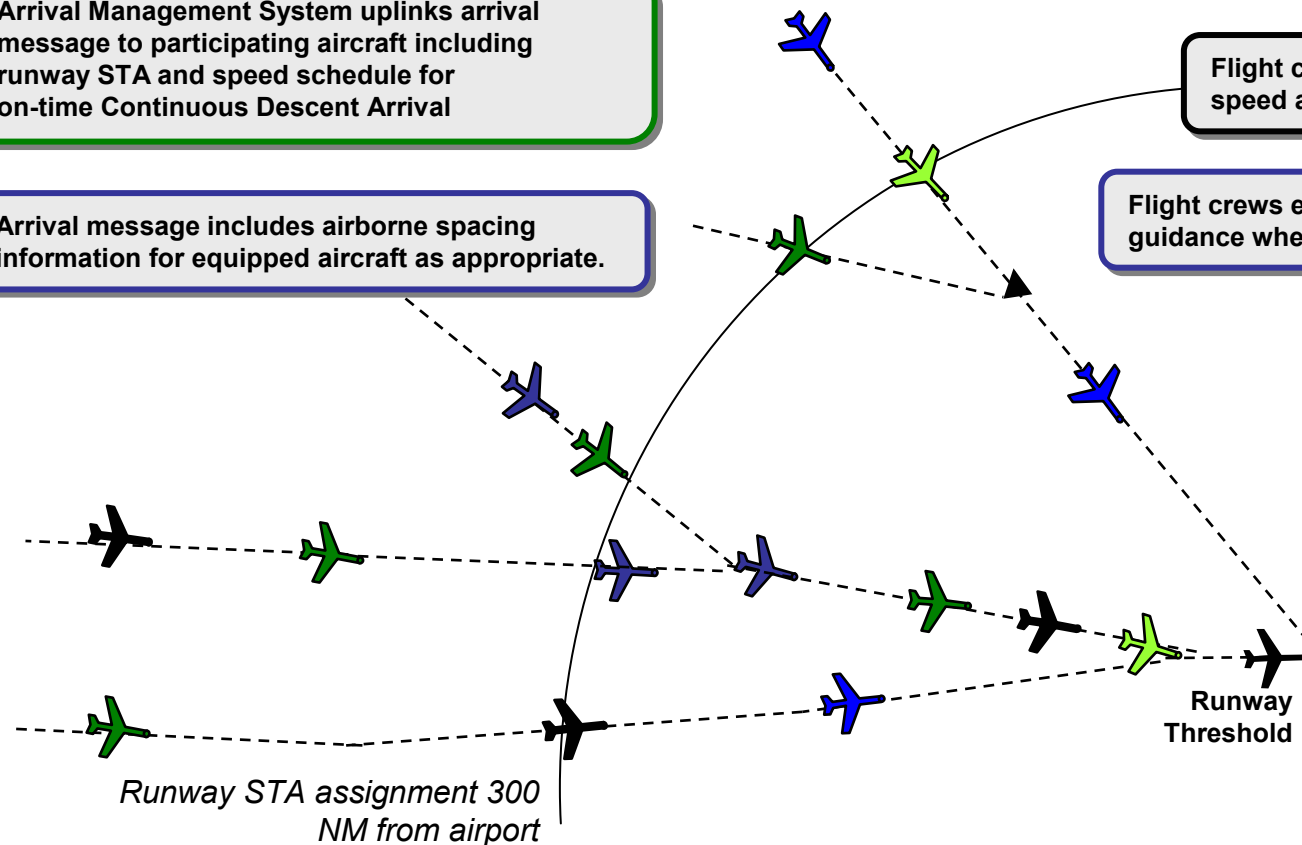 Arrival Management System uplinks arrival
message to participating aircraft including
runway STA and speed schedule for
on-time Continuous Descent Arrival
Flight
speed
Arrival message includes airborne spacing
information for equipped aircraft as appropriate.
Flight crews
guidance
Runway
Threshold
Runway STA assignment 300
NM from airport